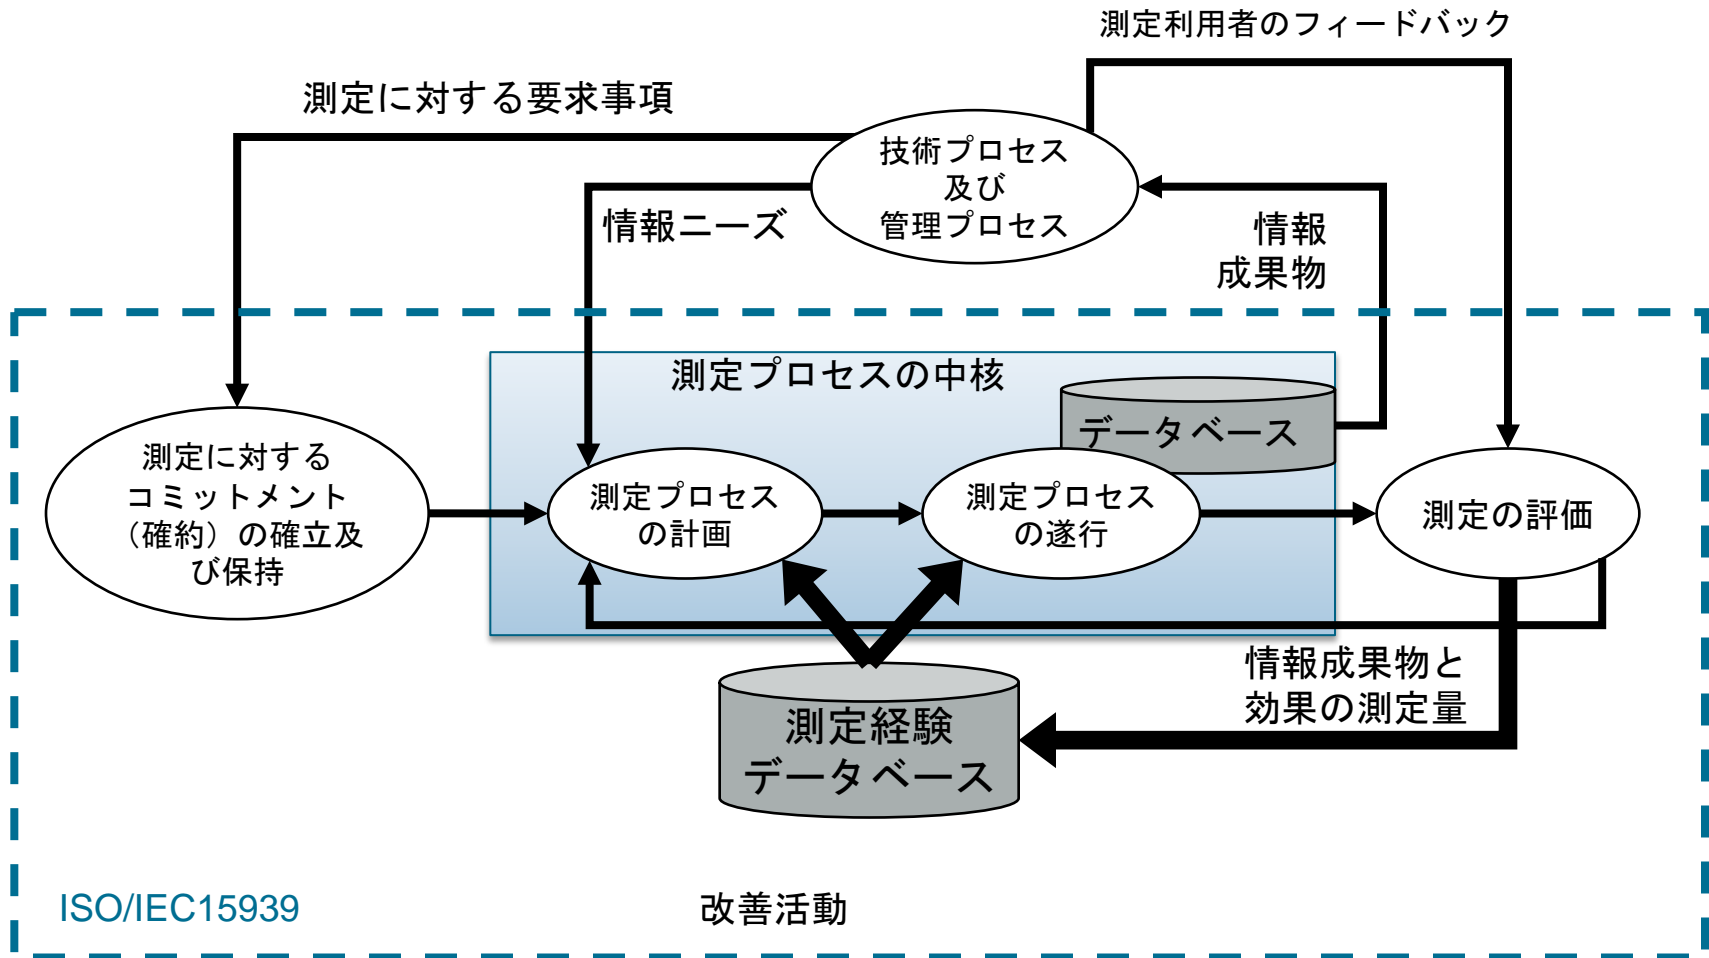 測定利用者のフィードバック
測定に対する要求事項
技術プロセス
及び
管理プロセス
情報ニーズ
情報
成果物
測定プロセスの中核
データベース
測定に対する
コミットメント
（確約）の確立及
び保持
測定プロセス
の計画
測定プロセス
の遂行
測定の評価
情報成果物と
効果の測定量
測定経験
データベース
ISO/IEC15939
改善活動